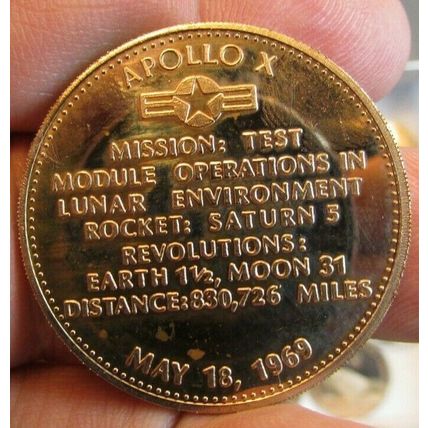 APOLLO X
MISSION: TEST
MODULE OPERATIONS IN
LUNAR ENVIRONMENT
ROCKET: SATURN 5
REVOLUTIONS:
EARTH 1½, MOON 31
DISTANCE: 830,726 MILES
MAY 18, 1969